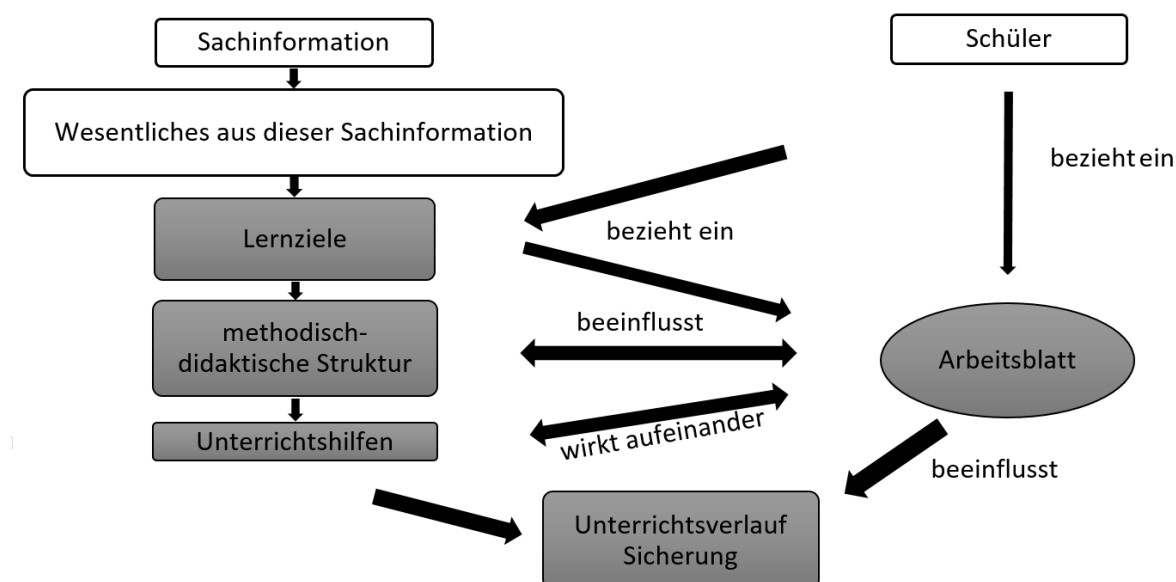 Sachinformation
Schüler
Wesentliches aus dieser Sachinformation
bezieht ein
Lernziele
bezieht ein
methodisch-
didaktische Struktur
beeinflusst
Arbeitsblatt
Unterrichtshilfen
wirkt aufeinander
beeinflusst
Unterrichtsverlauf
Sicherung